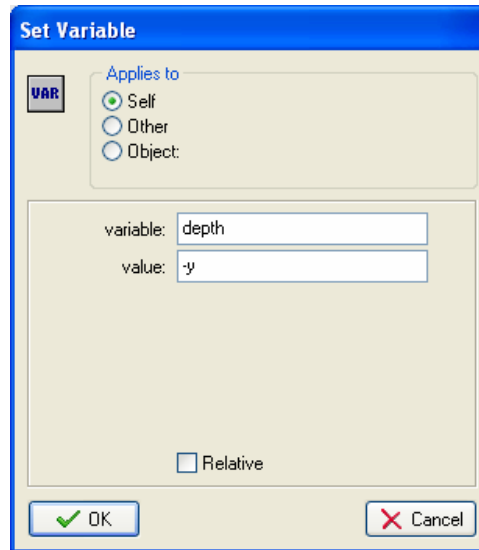 Set Variable
VAR
Applies to
Self
Other
Object:
variable: depth
value: -y
Relative
OK
Cancel